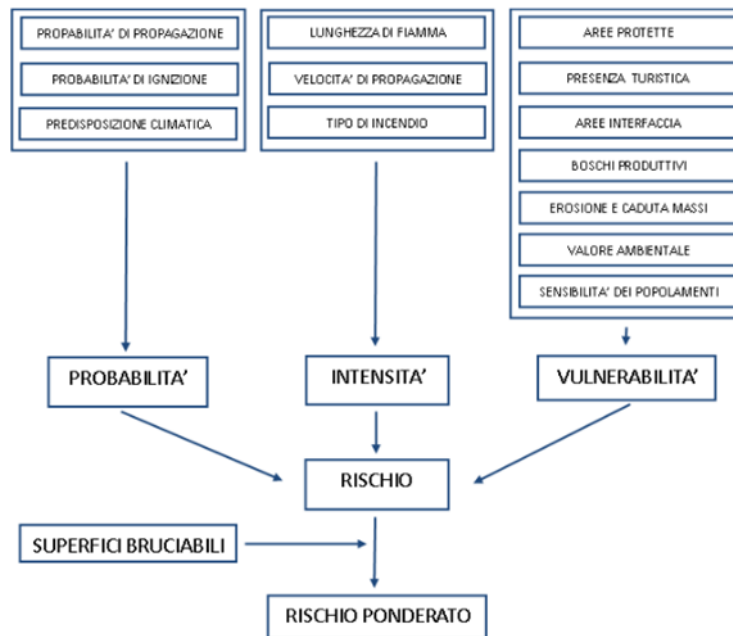 PROPABILITA' DI PROPAGAZIONE
PROBABILITA' DI IGNIZIONE
PREDISPOSIZIONE CLIMATICA
LUNGHEZZA DI FIAMMA
VELOCITA' DI PROPAGAZIONE
TIPO DI INCENDIO
AREE PROTETTE
PRESENZA TURISTICA
AREE INTERFACCIA
BOSCHI PRODUTTIVI
EROSIONE E CADUTA MASSI
VALORE AMBIENTALE
SENSIBILITA' DEI POPOLAMENTI
PROBABILITA'
INTENSITA'
VULNERABILITA'
RISCHIO
SUPERFICI BRUCIABILI
RISCHIO PONDERATO